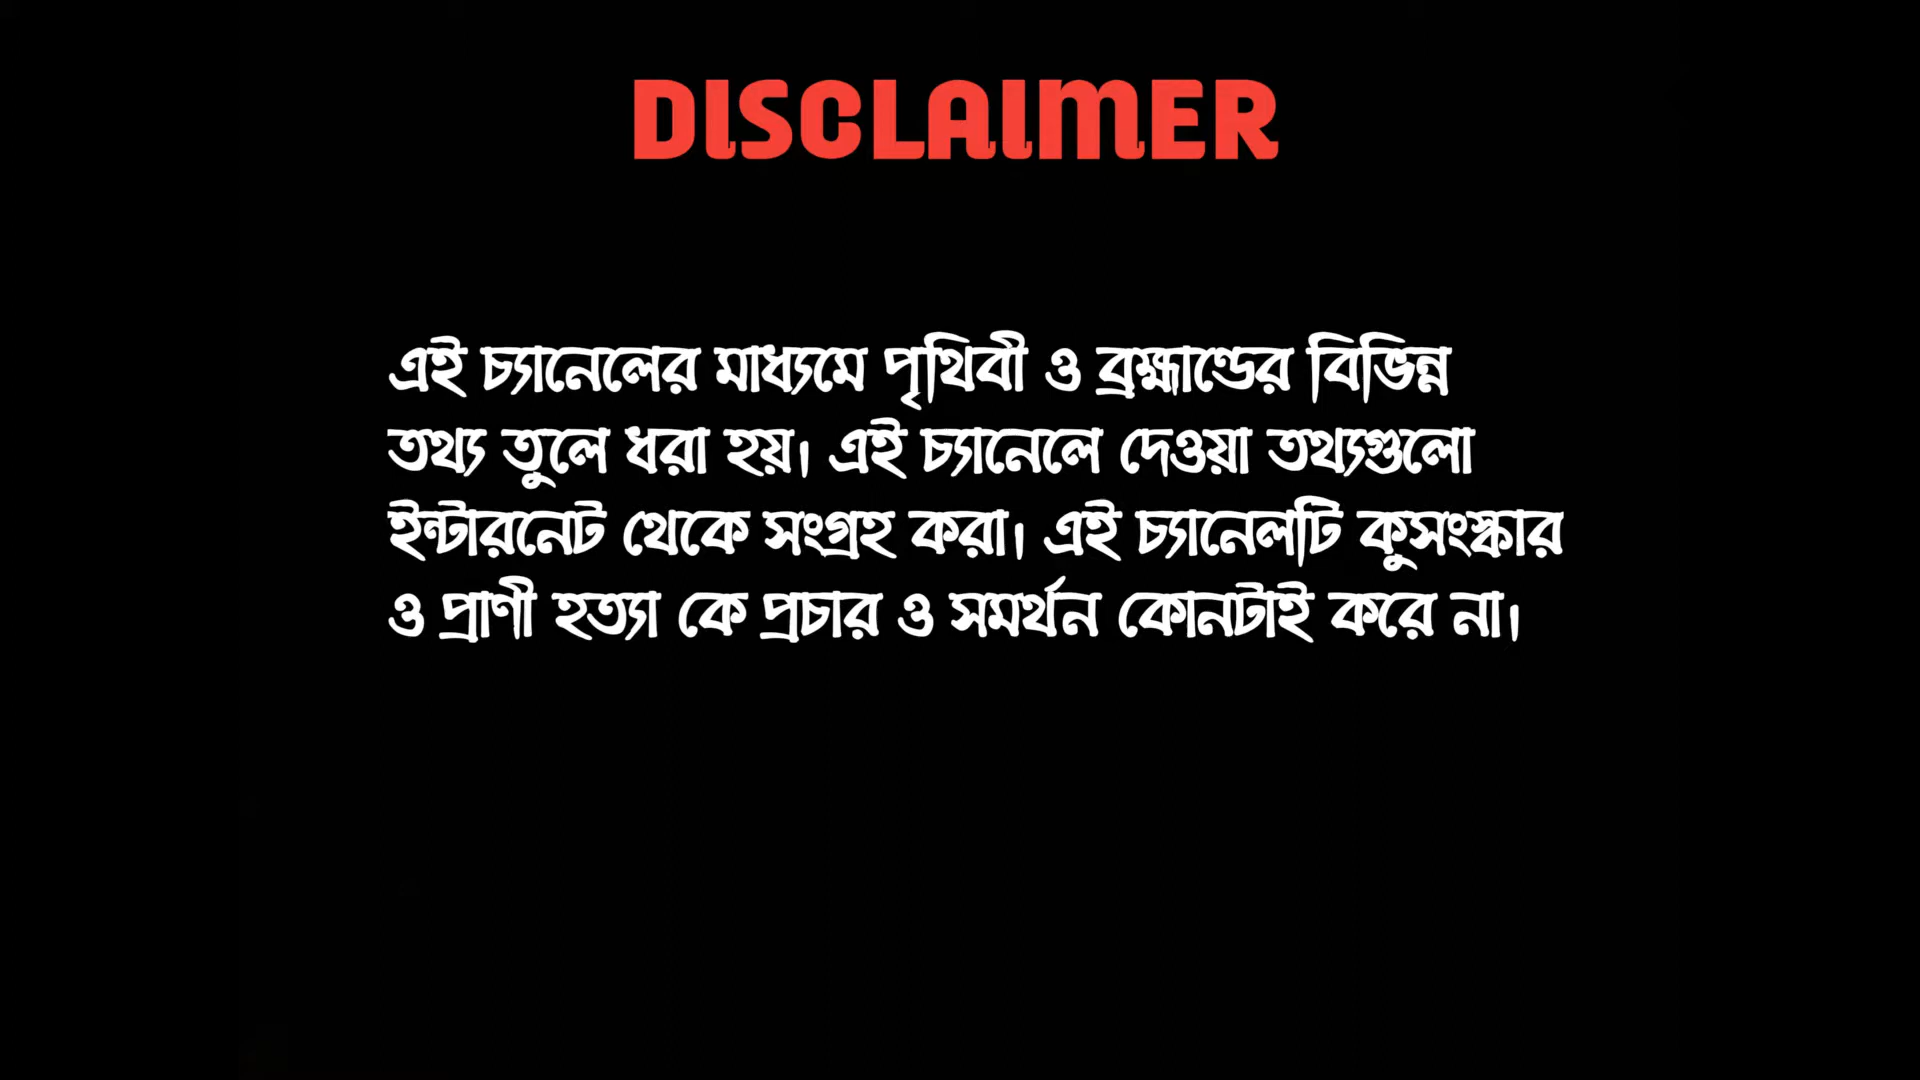 DISCLAIMER
এই চ্যানেলের মাধ্যমে পৃথিবী ও ব্রহ্মাণ্ডের বিভিন্ন
তথ্য তুলে ধরা হয়। এই চ্যানেলে দেওয়া তথ্যগুলো
ইন্টারনেট থেকে সংগ্রহ করা। এই চ্যানেলটি কুসংস্কার
ও প্রাণী হত্যা কে প্রচার ও সমর্থন কোনটাই করে না।